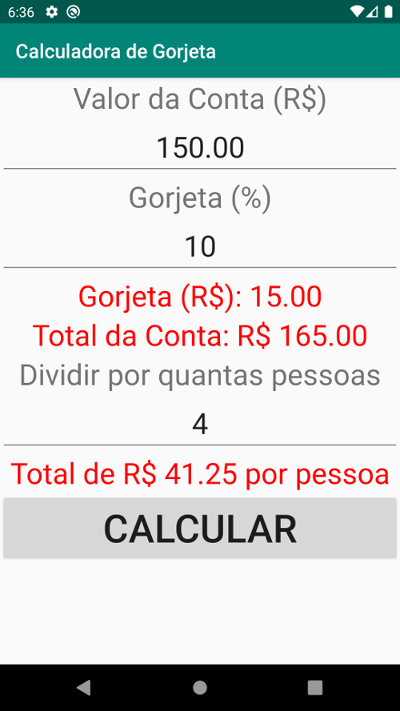 6:36
Calculadora de Gorjeta
Valor da Conta (R$)
150.00
Gorjeta (%)
10
Gorjeta (R$): 15.00
Total da Conta: R$ 165.00
Dividir por quantas pessoas
4
Total de R$ 41.25 por pessoa
CALCULAR